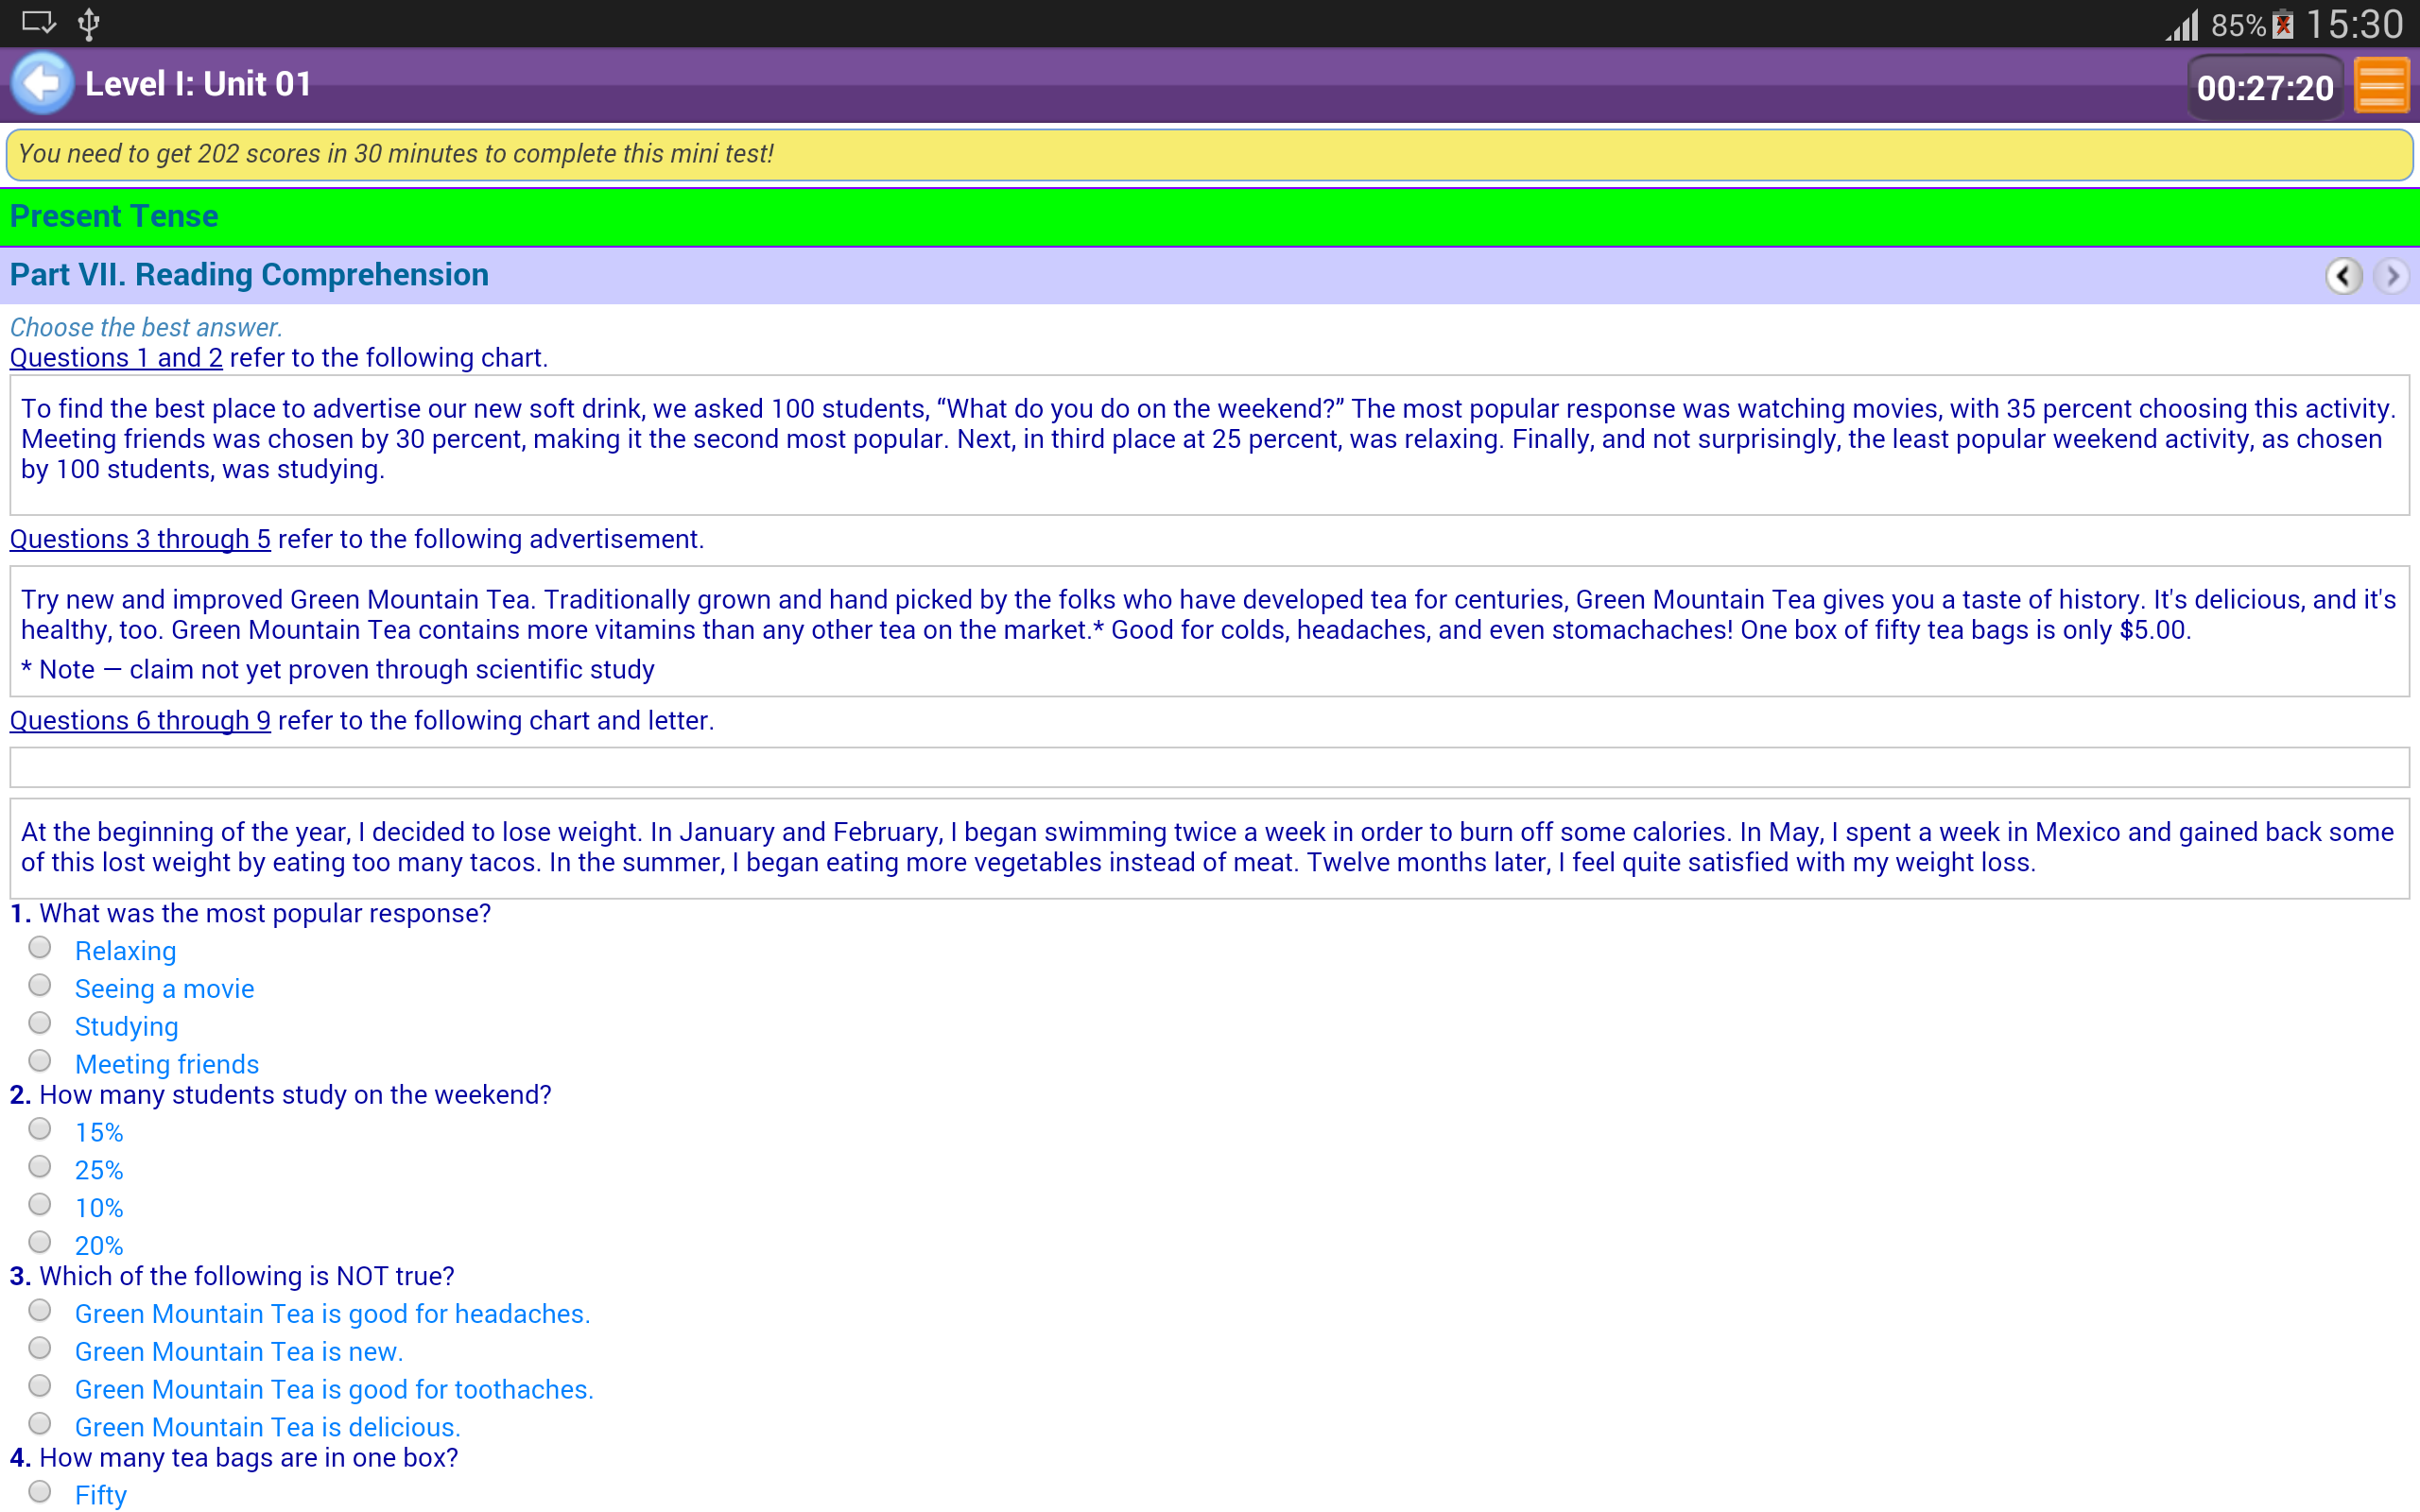 85% 15:30
Level I: Unit 01
00:27:20
You need to get 202 scores in 30 minutes to complete this mini test!
Present Tense
Part VII. Reading Comprehension
Choose the best answer.
Questions 1 and 2 refer to the following chart.
To find the best place to advertise our new soft drink, we asked 100 students, “What do you do on the weekend?” The most popular response was watching movies, with 35 percent choosing this activity.
Meeting friends was chosen by 30 percent, making it the second most popular. Next, in third place at 25 percent, was relaxing. Finally, and not surprisingly, the least popular weekend activity, as chosen
by 100 students, was studying.
Questions 3 through 5 refer to the following advertisement.
Try new and improved Green Mountain Tea. Traditionally grown and hand picked by the folks who have developed tea for centuries, Green Mountain Tea gives you a taste of history. It's delicious, and it's
healthy, too. Green Mountain Tea contains more vitamins than any other tea on the market.* Good for colds, headaches, and even stomachaches! One box of fifty tea bags is only $5.00.
* Note — claim not yet proven through scientific study
Questions 6 through 9 refer to the following chart and letter.
At the beginning of the year, I decided to lose weight. In January and February, I began swimming twice a week in order to burn off some calories. In May, I spent a week in Mexico and gained back some
of this lost weight by eating too many tacos. In the summer, I began eating more vegetables instead of meat. Twelve months later, I feel quite satisfied with my weight loss.
1. What was the most popular response?
Relaxing
Seeing a movie
Studying
Meeting friends
2. How many students study on the weekend?
15%
25%
10%
20%
3. Which of the following is NOT true?
Green Mountain Tea is good for headaches.
Green Mountain Tea is new.
Green Mountain Tea is good for toothaches.
Green Mountain Tea is delicious.
4. How many tea bags are in one box?
Fifty